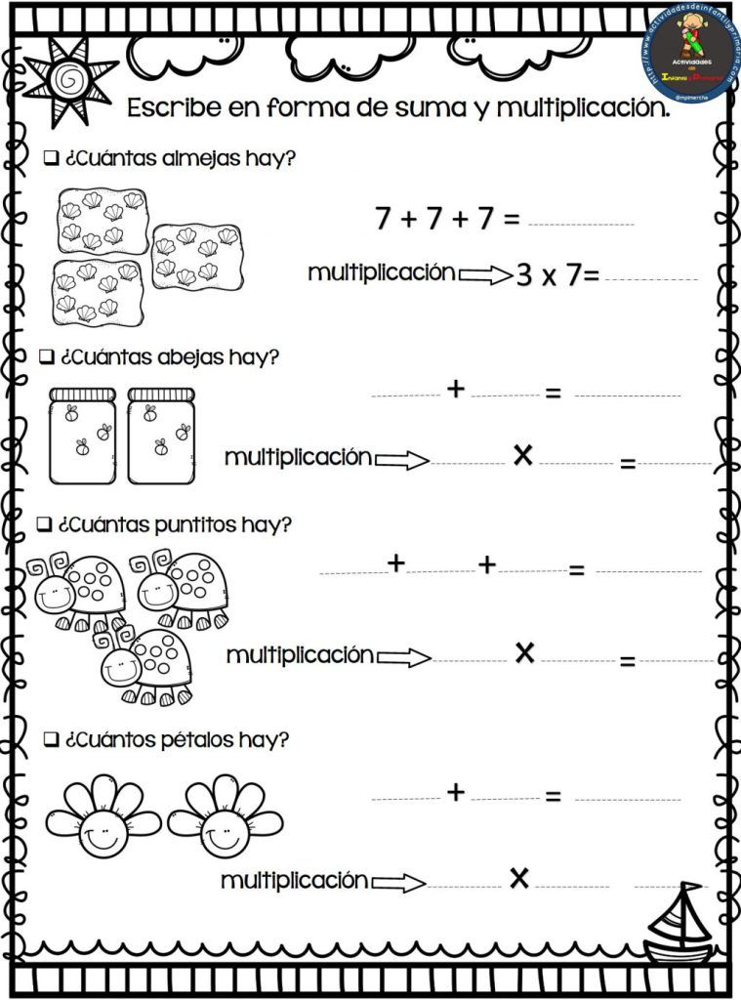 http://www.actividadesdeinfantilyprimaria.com
Actividades
de
Infantil y Primaria
@mpimercha
Escribe en forma de suma y multiplicación.
❑ ¿Cuántas almejas hay?
7 + 7 + 7 =
multiplicación 3 x 7=
❑ ¿Cuántas abejas hay?
+ =
multiplicación x =
❑ ¿Cuántas puntitos hay?
+ + =
multiplicación x =
❑ ¿Cuántos pétalos hay?
+ =
multiplicación x